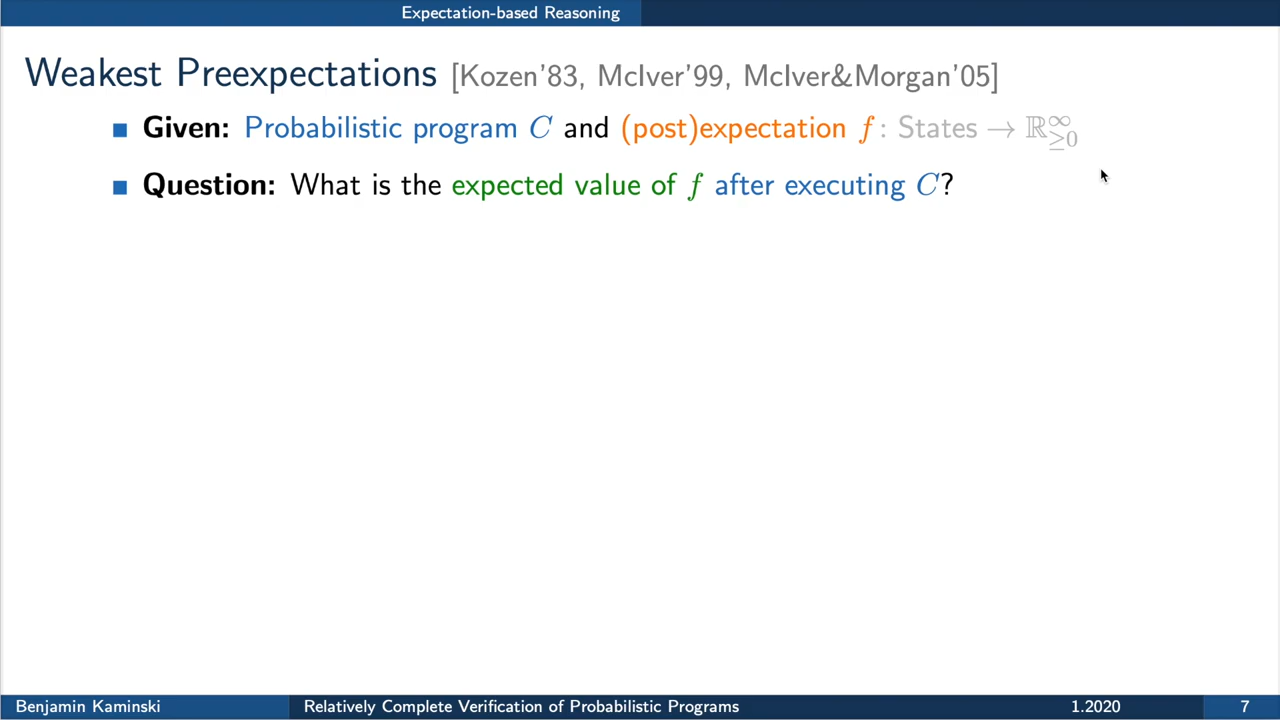 Expectation-based Reasoning
Weakest Preexpectations [Kozen’83, McIver’99, McIver&Morgan’05]
Given: Probabilistic program C and (post)expectation f : States → ℝ^∞_≥0
Question: What is the expected value of f after executing C?
Benjamin Kaminski Relatively Complete Verification of Probabilistic Programs 1.2020 7